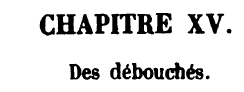 CHAPITRE XV.
Des débouchés.